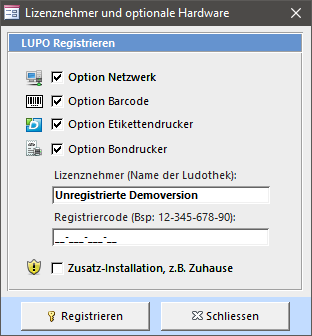 Lizenznehmer und optionale Hardware
LUPO Registrieren
Option Netzwerk
Option Barcode
Option Etikettendrucker
Option Bondrucker
Lizenznehmer (Name der Ludothek):
Unregistrierte Demoversion
Registriercode (Bsp: 12-345-678-90):
__-___-___-__
Zusatz-Installation, z.B. Zuhause
Registrieren
Schliessen